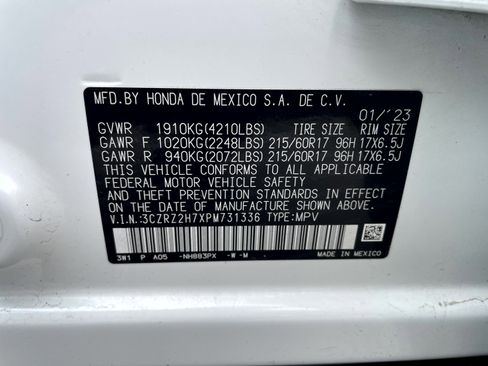 MFD.BY HONDA DE MEXICO S.A. DE C.V.
01/'23
GVWR 1910KG(4210LBS) TIRE SIZE RIM SIZE
GAWR F 1020KG(2248LBS) 215/60R17 96H 17X6.5J
GAWR R 940KG(2072LBS) 215/60R17 96H 17X6.5J
THIS VEHICLE CONFORMS TO ALL APPLICABLE
FEDERAL MOTOR VEHICLE SAFETY
AND THEFT PREVENTION STANDARDS IN EFFECT ON
THE DATE OF MANUFACTURE SHOWN ABOVE.
V.I.N.:3CZRZ2H7XPM731336 TYPE:MPV
3W1 P A05 -NH883PX -W-M
MADE IN MEXICO